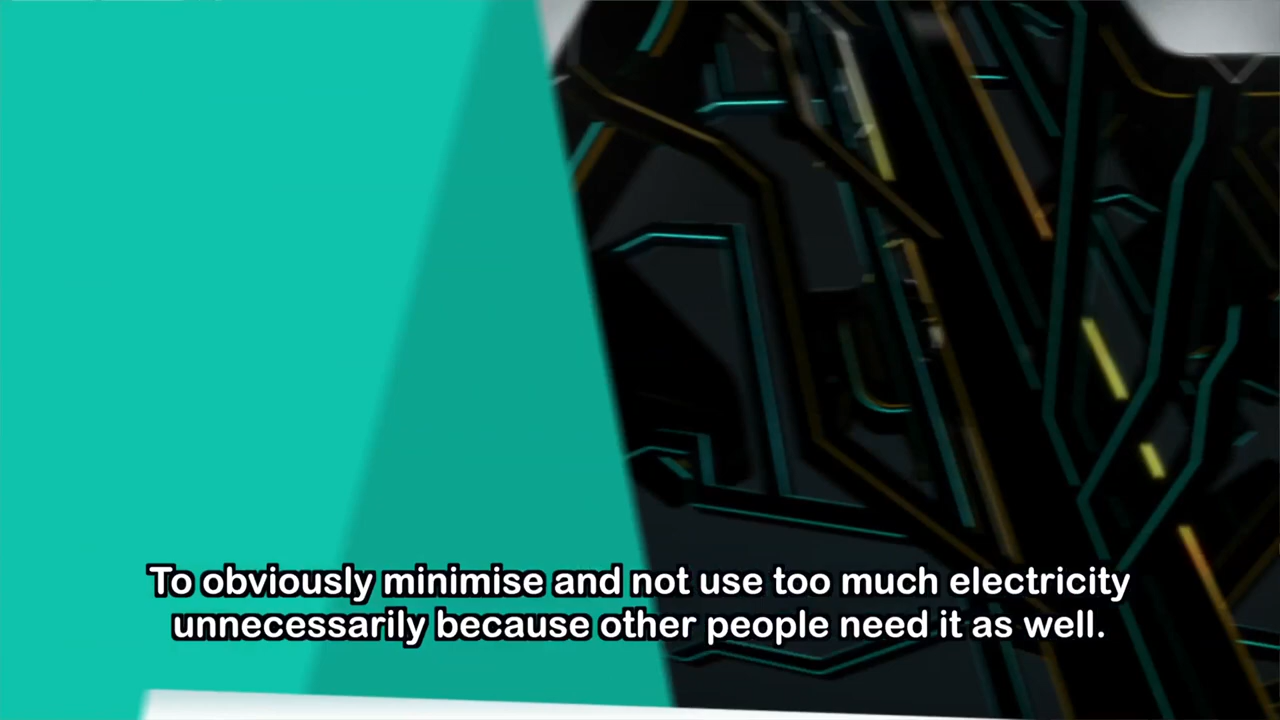 To obviously minimise and not use too much electricity
unnecessarily because other people need it as well.